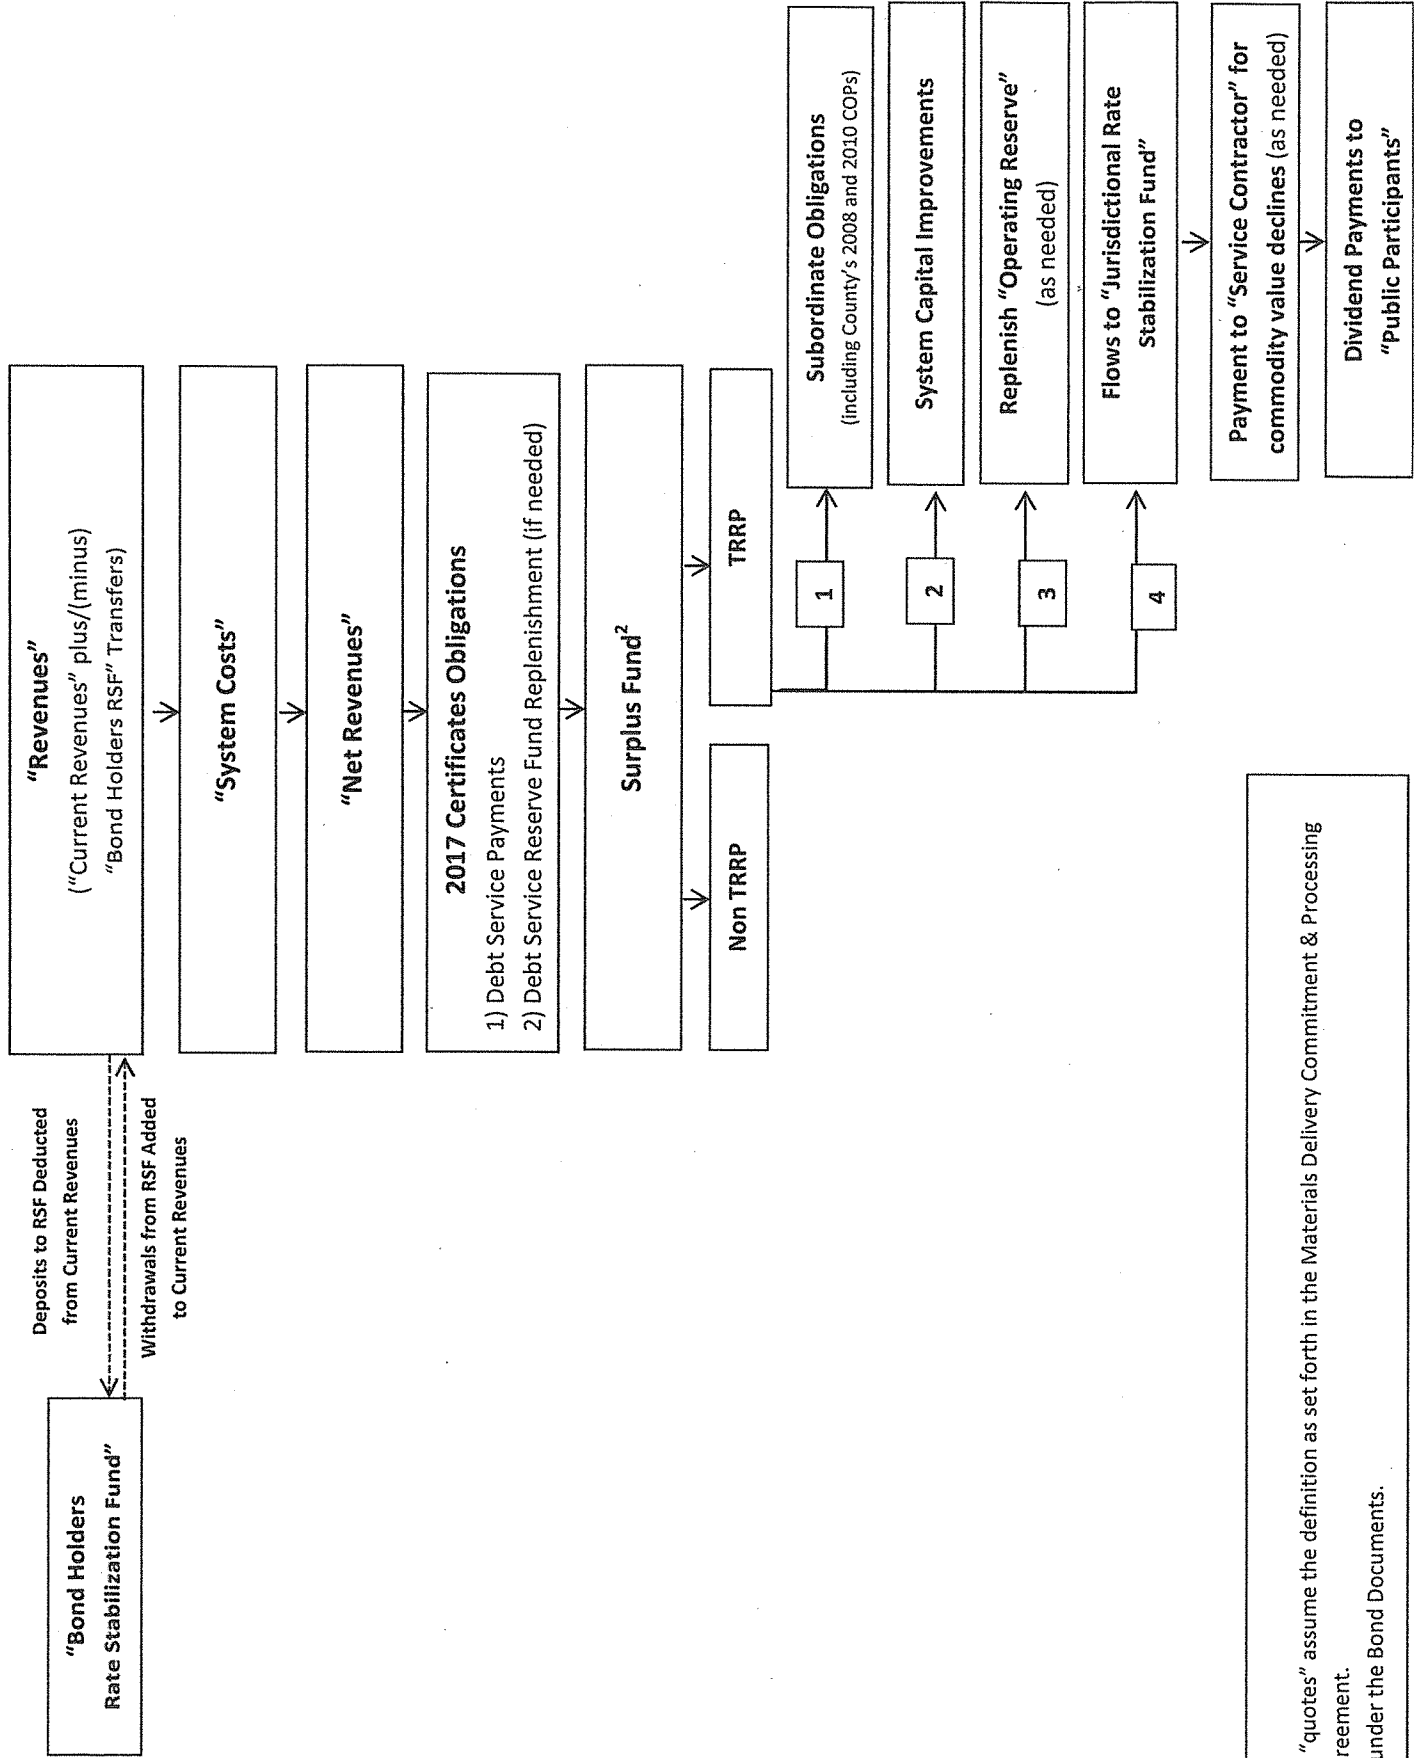 "Bond Holders
Rate Stabilization Fund"
Deposits to RSF Deducted
from Current Revenues
Withdrawals from RSF Added
to Current Revenues
"Revenues"
("Current Revenues" plus/(minus)
"Bond Holders RSF" Transfers)
"System Costs"
"Net Revenues"
2017 Certificates Obligations
1) Debt Service Payments
2) Debt Service Reserve Fund Replenishment (if needed)
Surplus Fund²
Non TRRP
TRRP
1
Subordinate Obligations
(including County's 2008 and 2010 COPs)
2
System Capital Improvements
3
Replenish "Operating Reserve"
(as needed)
4
Flows to "Jurisdictional Rate
Stabilization Fund"
Payment to "Service Contractor" for
commodity value declines (as needed)
Dividend Payments to
"Public Participants"
"quotes" assume the definition as set forth in the Materials Delivery Commitment & Processing
reement.
under the Bond Documents.